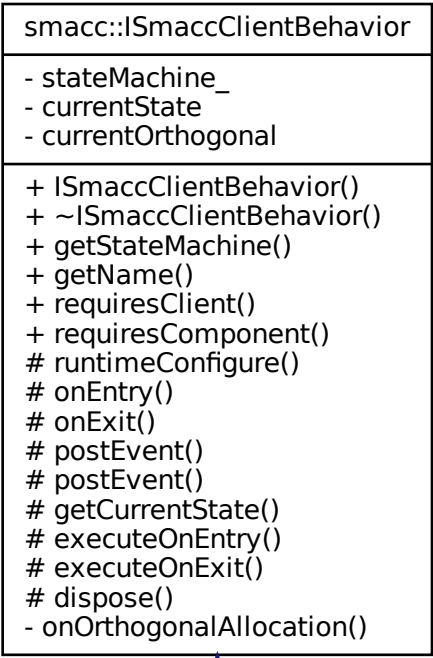 smacc::ISmaccClientBehavior
- stateMachine_
- currentState
- currentOrthogonal
+ ISmaccClientBehavior()
+ ~ISmaccClientBehavior()
+ getStateMachine()
+ getName()
+ requiresClient()
+ requiresComponent()
# runtimeConfigure()
# onEntry()
# onExit()
# postEvent()
# postEvent()
# getCurrentState()
# executeOnEntry()
# executeOnExit()
# dispose()
- onOrthogonalAllocation()